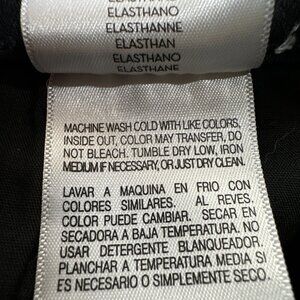 ELASTHANO
ELASTHANNE
ELASTHAN
ELASTHANO
ELASTHANE
MACHINE WASH COLD WITH LIKE COLORS,
INSIDE OUT, COLOR MAY TRANSFER, DO
NOT BLEACH. TUMBLE DRY LOW, IRON
MEDIUM IF NECESSARY, OR JUST DRY CLEAN.
LAVAR A MAQUINA EN FRIO CON
COLORES SIMILARES. AL REVES.
COLOR PUEDE CAMBIAR. SECAR EN
SECADORA A BAJA TEMPERATURA. NO
USAR DETERGENTE BLANQUEADOR.
PLANCHAR A TEMPERATURA MEDIA SI
ES NECESARIO O SIMPLEMENTE LAVAR
EN SECO.